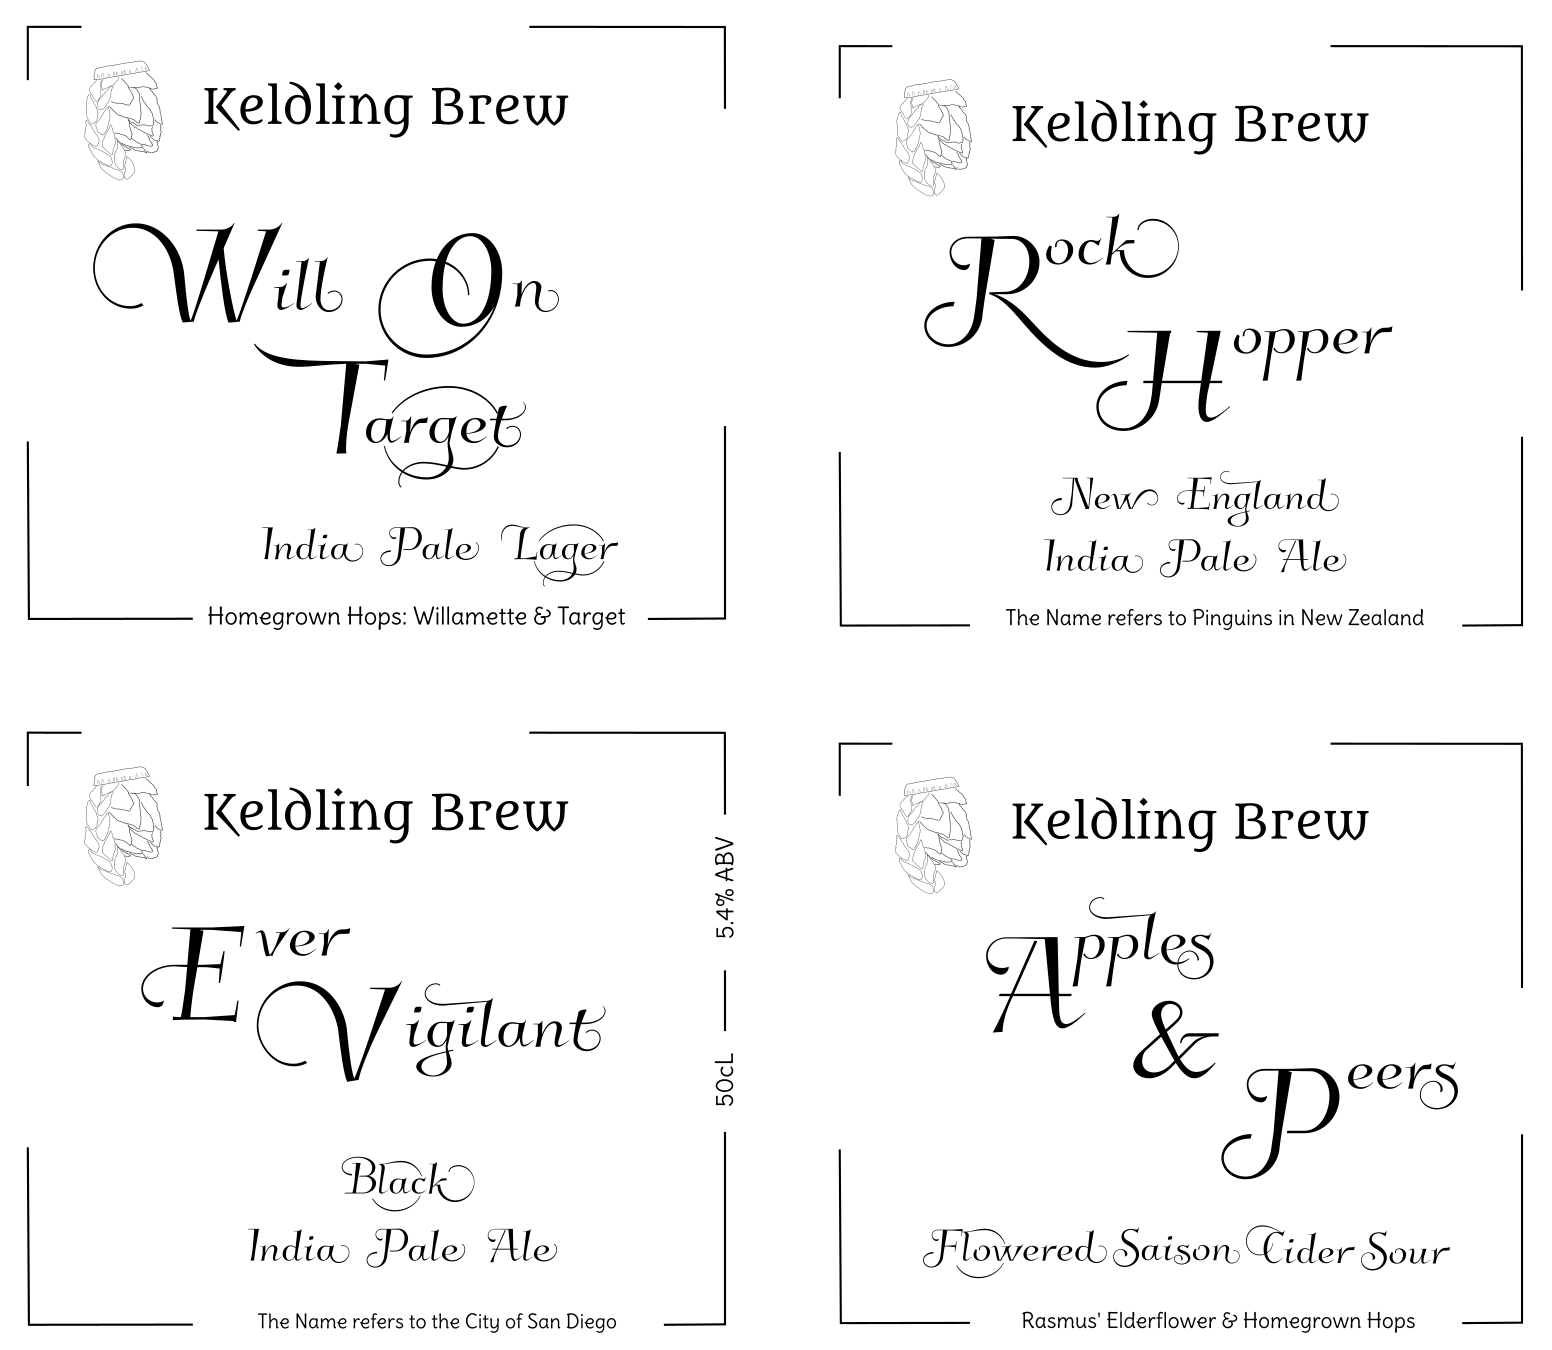 Keldling Brew
Will On
Target
India Pale Lager
Homegrown Hops: Willamette & Target
Keldling Brew
Rock
Hopper
New England
India Pale Ale
The Name refers to Pinguins in New Zealand
Keldling Brew
Ever
Vigilant
5.4% ABV
50cL
Black
India Pale Ale
The Name refers to the City of San Diego
Keldling Brew
Apples
&
Peers
Flowered Saison Cider Sour
Rasmus' Elderflower & Homegrown Hops